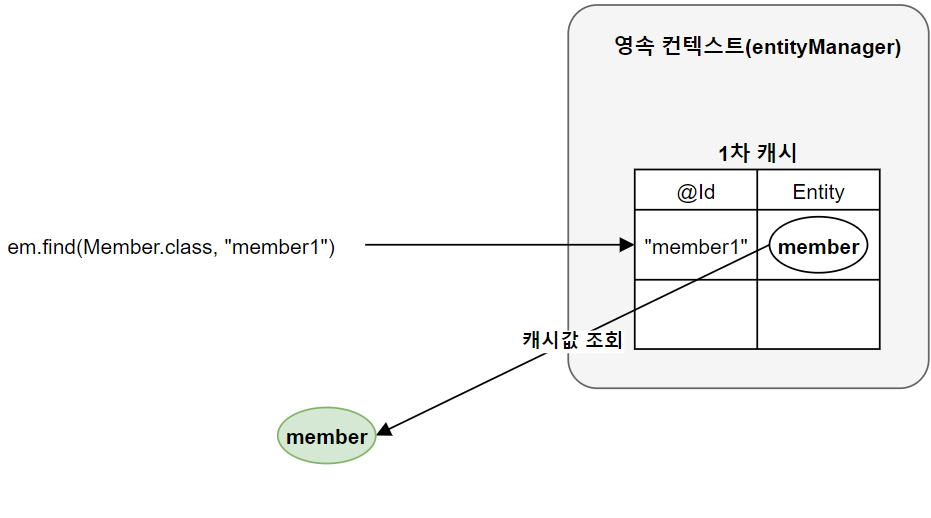 영속 컨텍스트(entityManager)
1차 캐시
@Id Entity
em.find(Member.class, "member1")
"member1" member
캐시값 조회
member